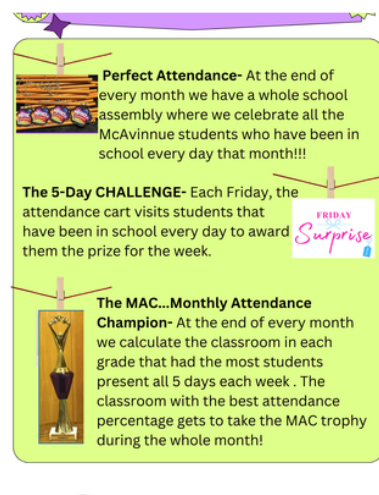 Perfect Attendance- At the end of
every month we have a whole school
assembly where we celebrate all the
McAvinnue students who have been in
school every day that month!!!
The 5-Day CHALLENGE- Each Friday, the
attendance cart visits students that
have been in school every day to award
them the prize for the week.
FRIDAY
Surprise
The MAC...Monthly Attendance
Champion- At the end of every month
we calculate the classroom in each
grade that had the most students
present all 5 days each week . The
classroom with the best attendance
percentage gets to take the MAC trophy
during the whole month!